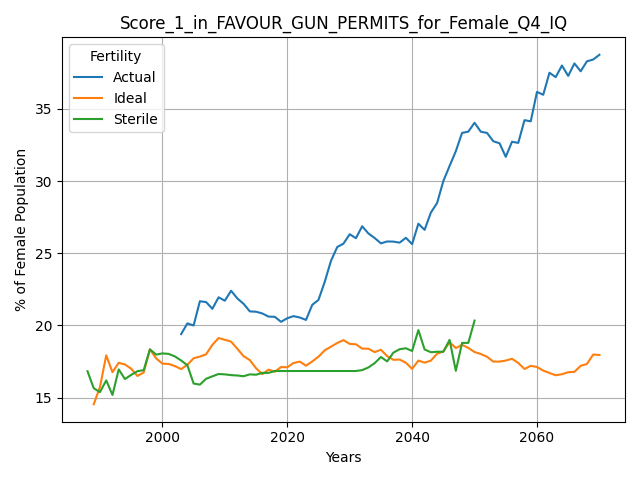 Score_1_in_FAVOUR_GUN_PERMITS_for_Female_Q4_IQ
Fertility
Actual
Ideal
Sterile
% of Female Population
35
30
25
20
15
2000
2020
2040
2060
Years